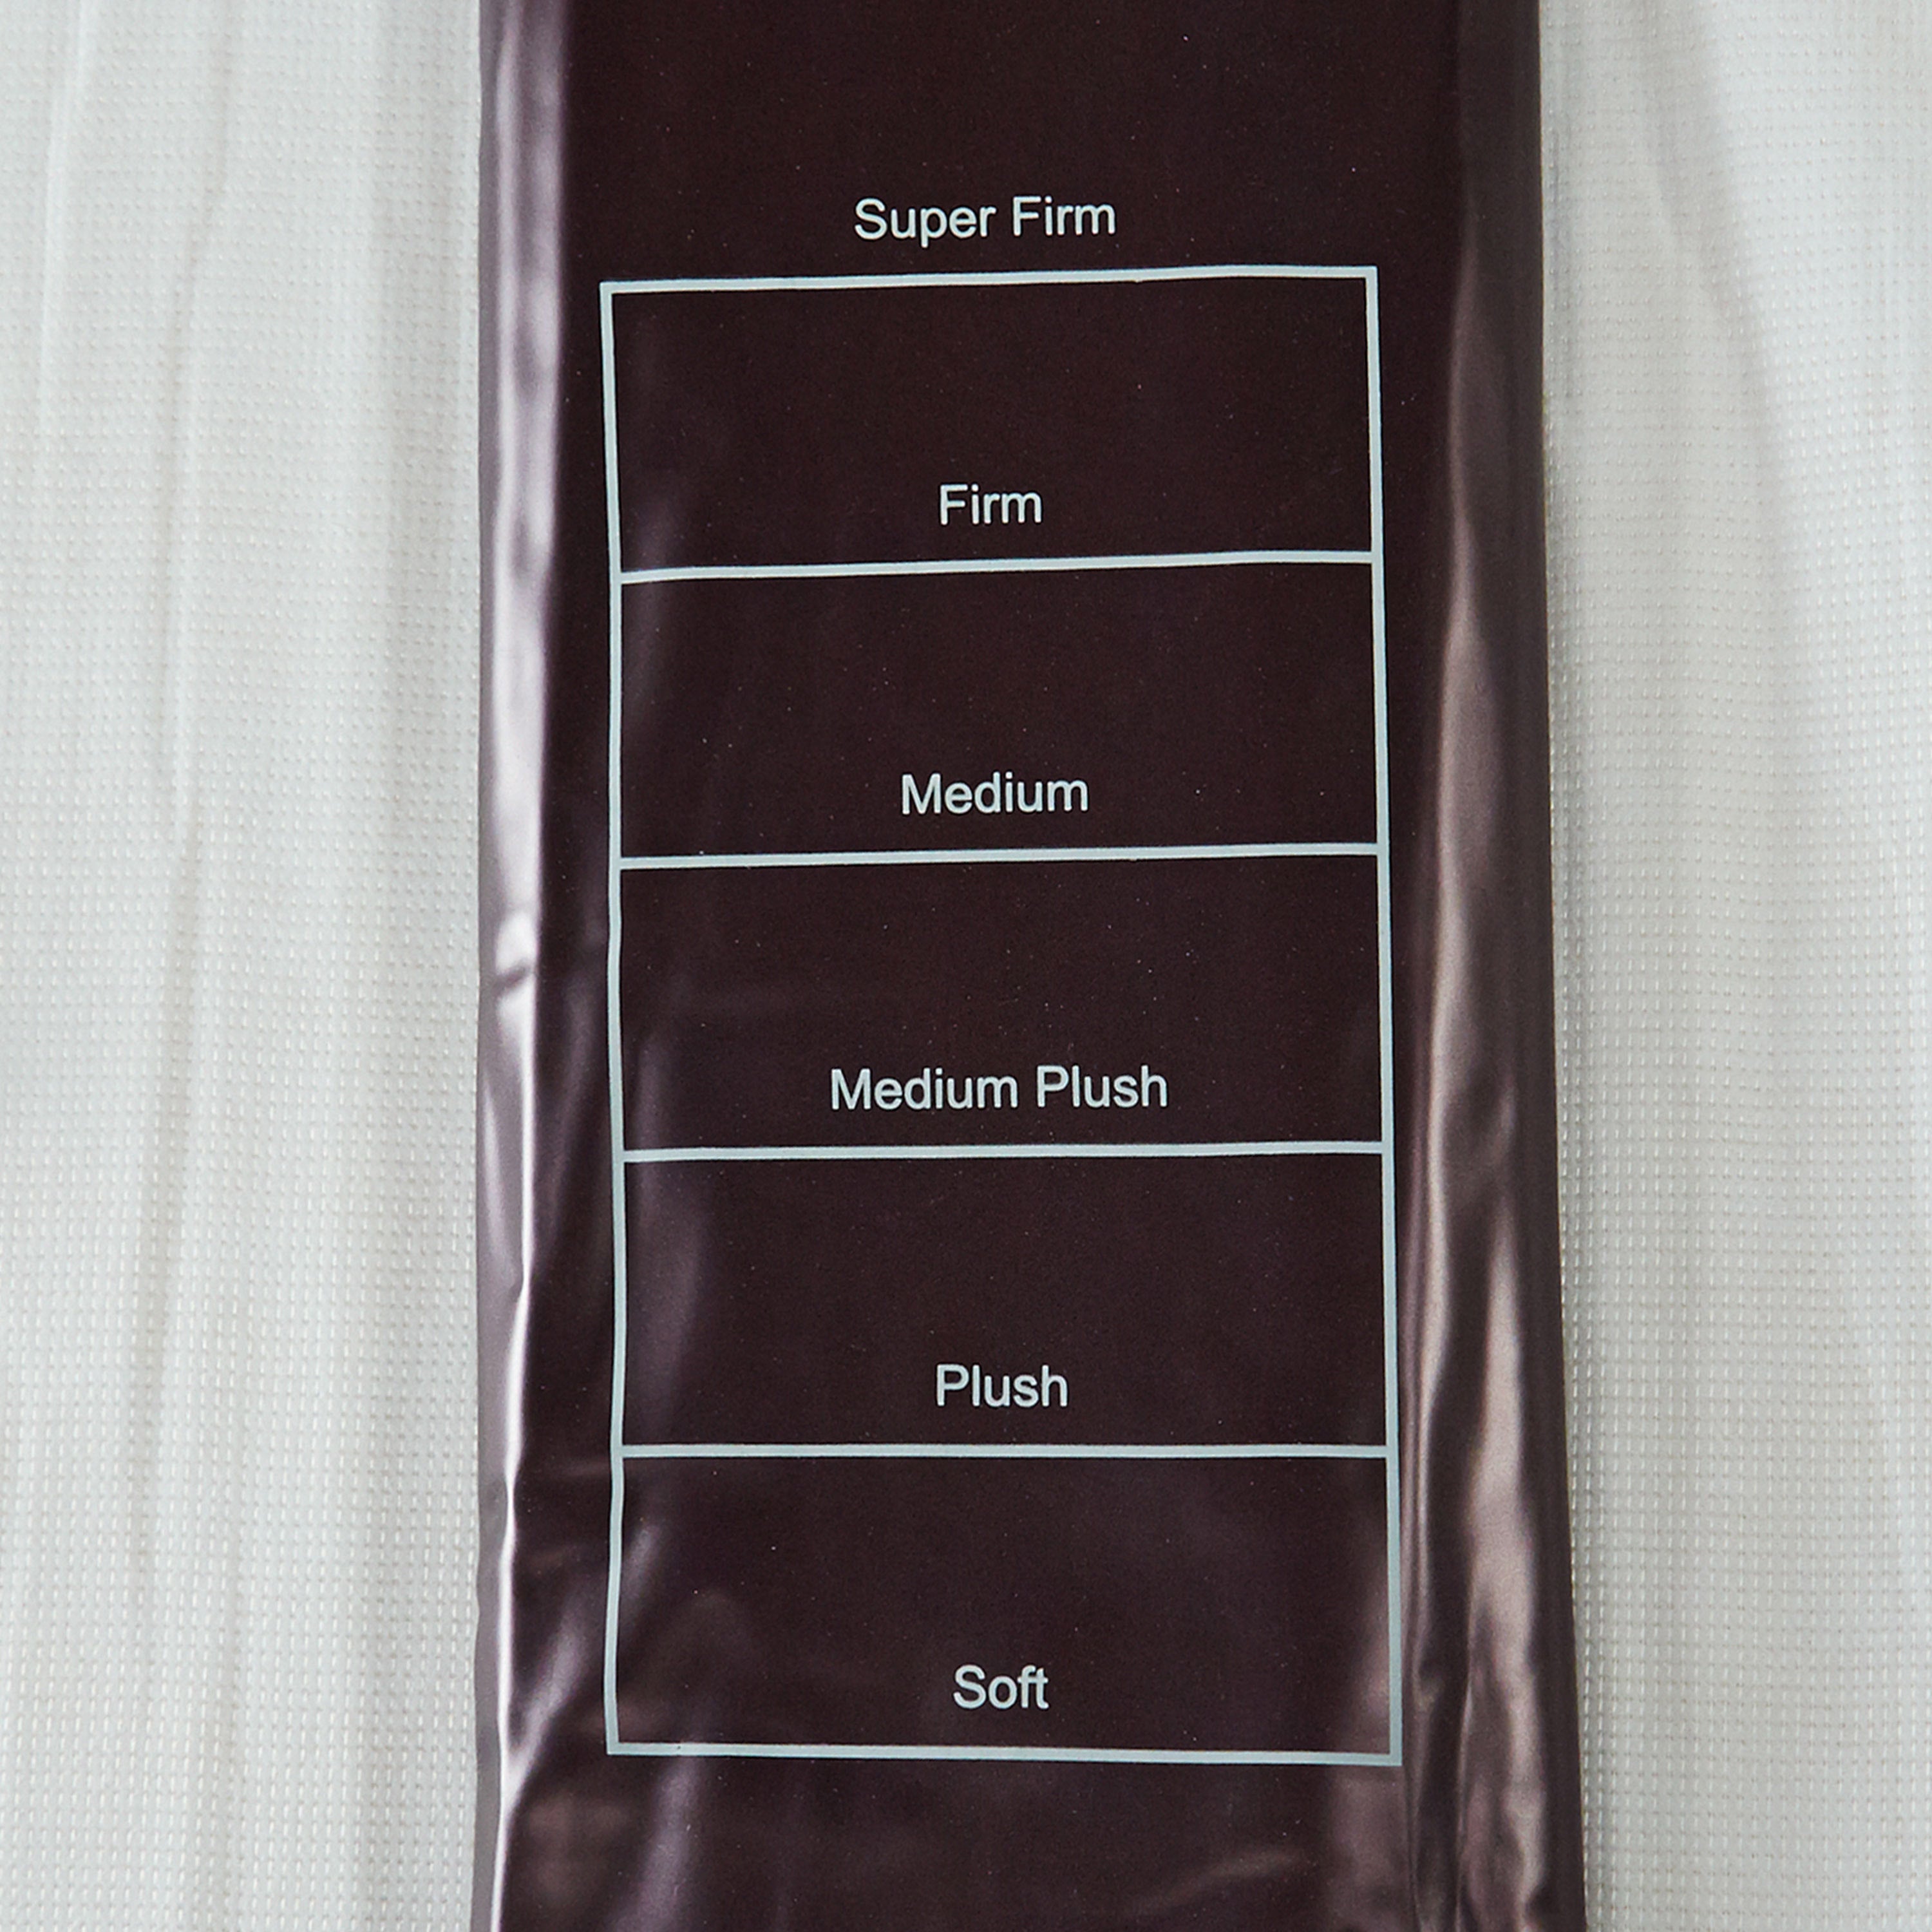 Super Firm
Firm
Medium
Medium Plush
Plush
Soft